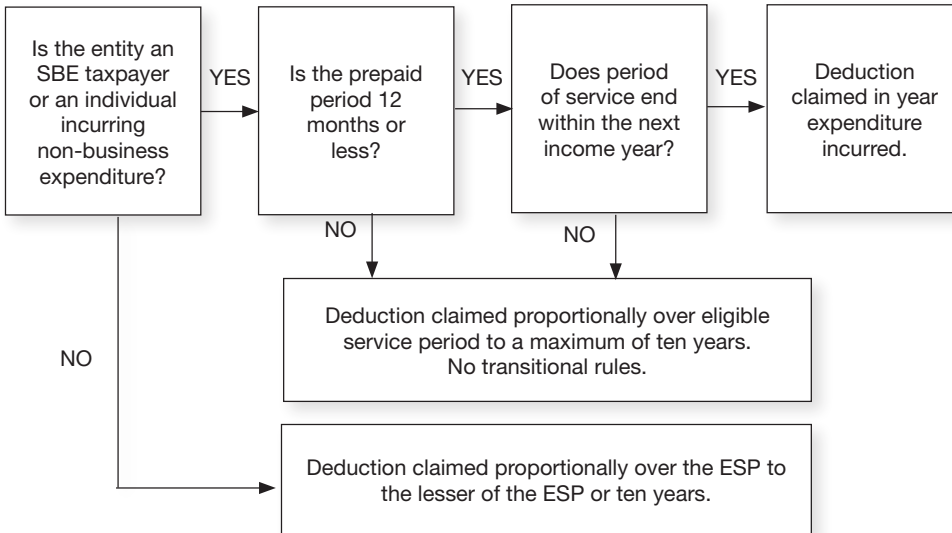 Is the entity an
SBE taxpayer
or an individual
incurring
non-business
expenditure?
YES
Is the prepaid
period 12
months or
less?
YES
Does period
of service end
within the next
income year?
YES
Deduction
claimed in year
expenditure
incurred.
NO
NO
Deduction claimed proportionally over eligible
service period to a maximum of ten years.
No transitional rules.
NO
Deduction claimed proportionally over the ESP to
the lesser of the ESP or ten years.